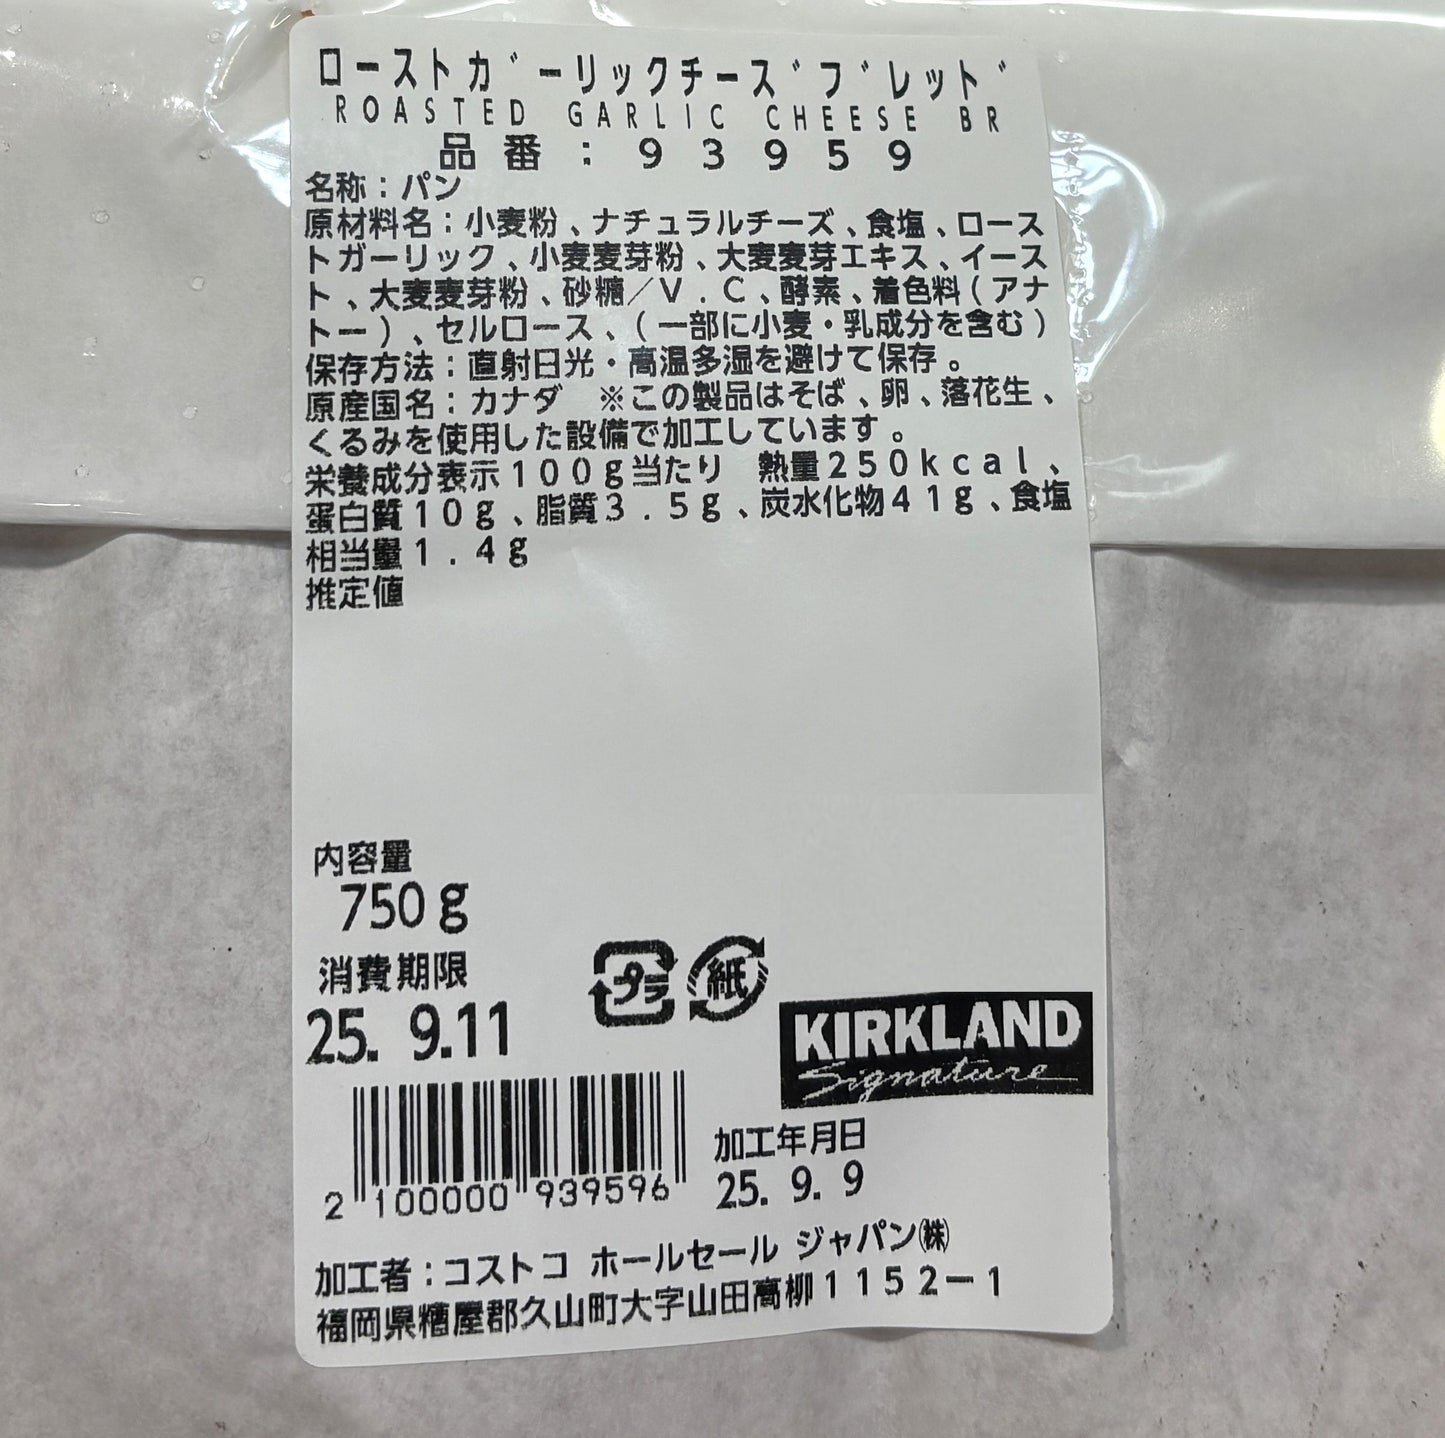 ローストガーリックチーズブレッド
ROASTED GARLIC CHEESE BR
品番:93959
名称:パン
原材料名:小麦粉、ナチュラルチーズ、食塩、ロース
トガーリック、小麦麦芽粉、大麦麦芽エキス、イース
ト、大麦麦芽粉、砂糖/V.C、酵素、着色料(アナ
トー)、セルロース、(一部に小麦・乳成分を含む)
保存方法:直射日光・高温多湿を避けて保存。
原産国名:カナダ ※この製品はそば、卵、落花生、
くるみを使用した設備で加工しています。
栄養成分表示100g当たり 熱量250kcal、
蛋白質10g、脂質3.5g、炭水化物41g、食塩
相当量1.4g
推定値
内容量
750g
消費期限
25. 9.11
プラ 紙
KIRKLAND
Signature
加工年月日
25. 9. 9
2 100000 939596
加工者:コストコ ホールセール ジャパン㈱
福岡県糟屋郡久山町大字山田高柳1152-1